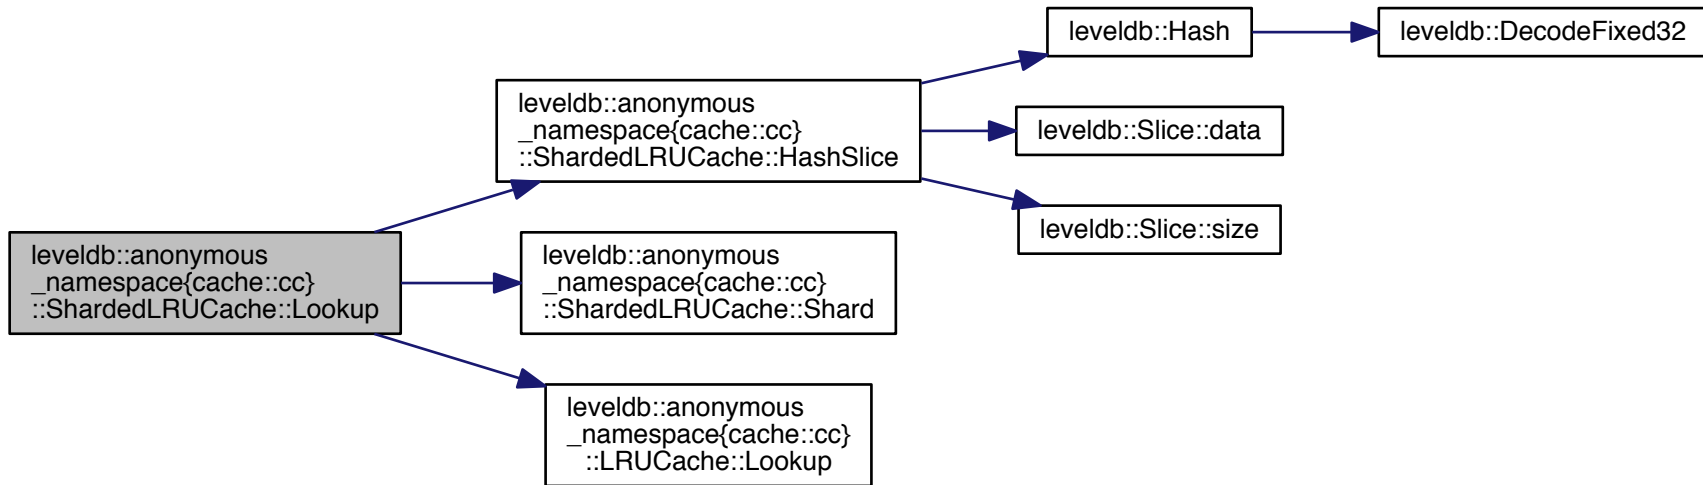 leveldb::Hash
leveldb::DecodeFixed32
leveldb::anonymous
_namespace{cache::cc}
::ShardedLRUCache::HashSlice
leveldb::Slice::data
leveldb::Slice::size
leveldb::anonymous
_namespace{cache::cc}
::ShardedLRUCache::Lookup
leveldb::anonymous
_namespace{cache::cc}
::ShardedLRUCache::Shard
leveldb::anonymous
_namespace{cache::cc}
::LRUCache::Lookup